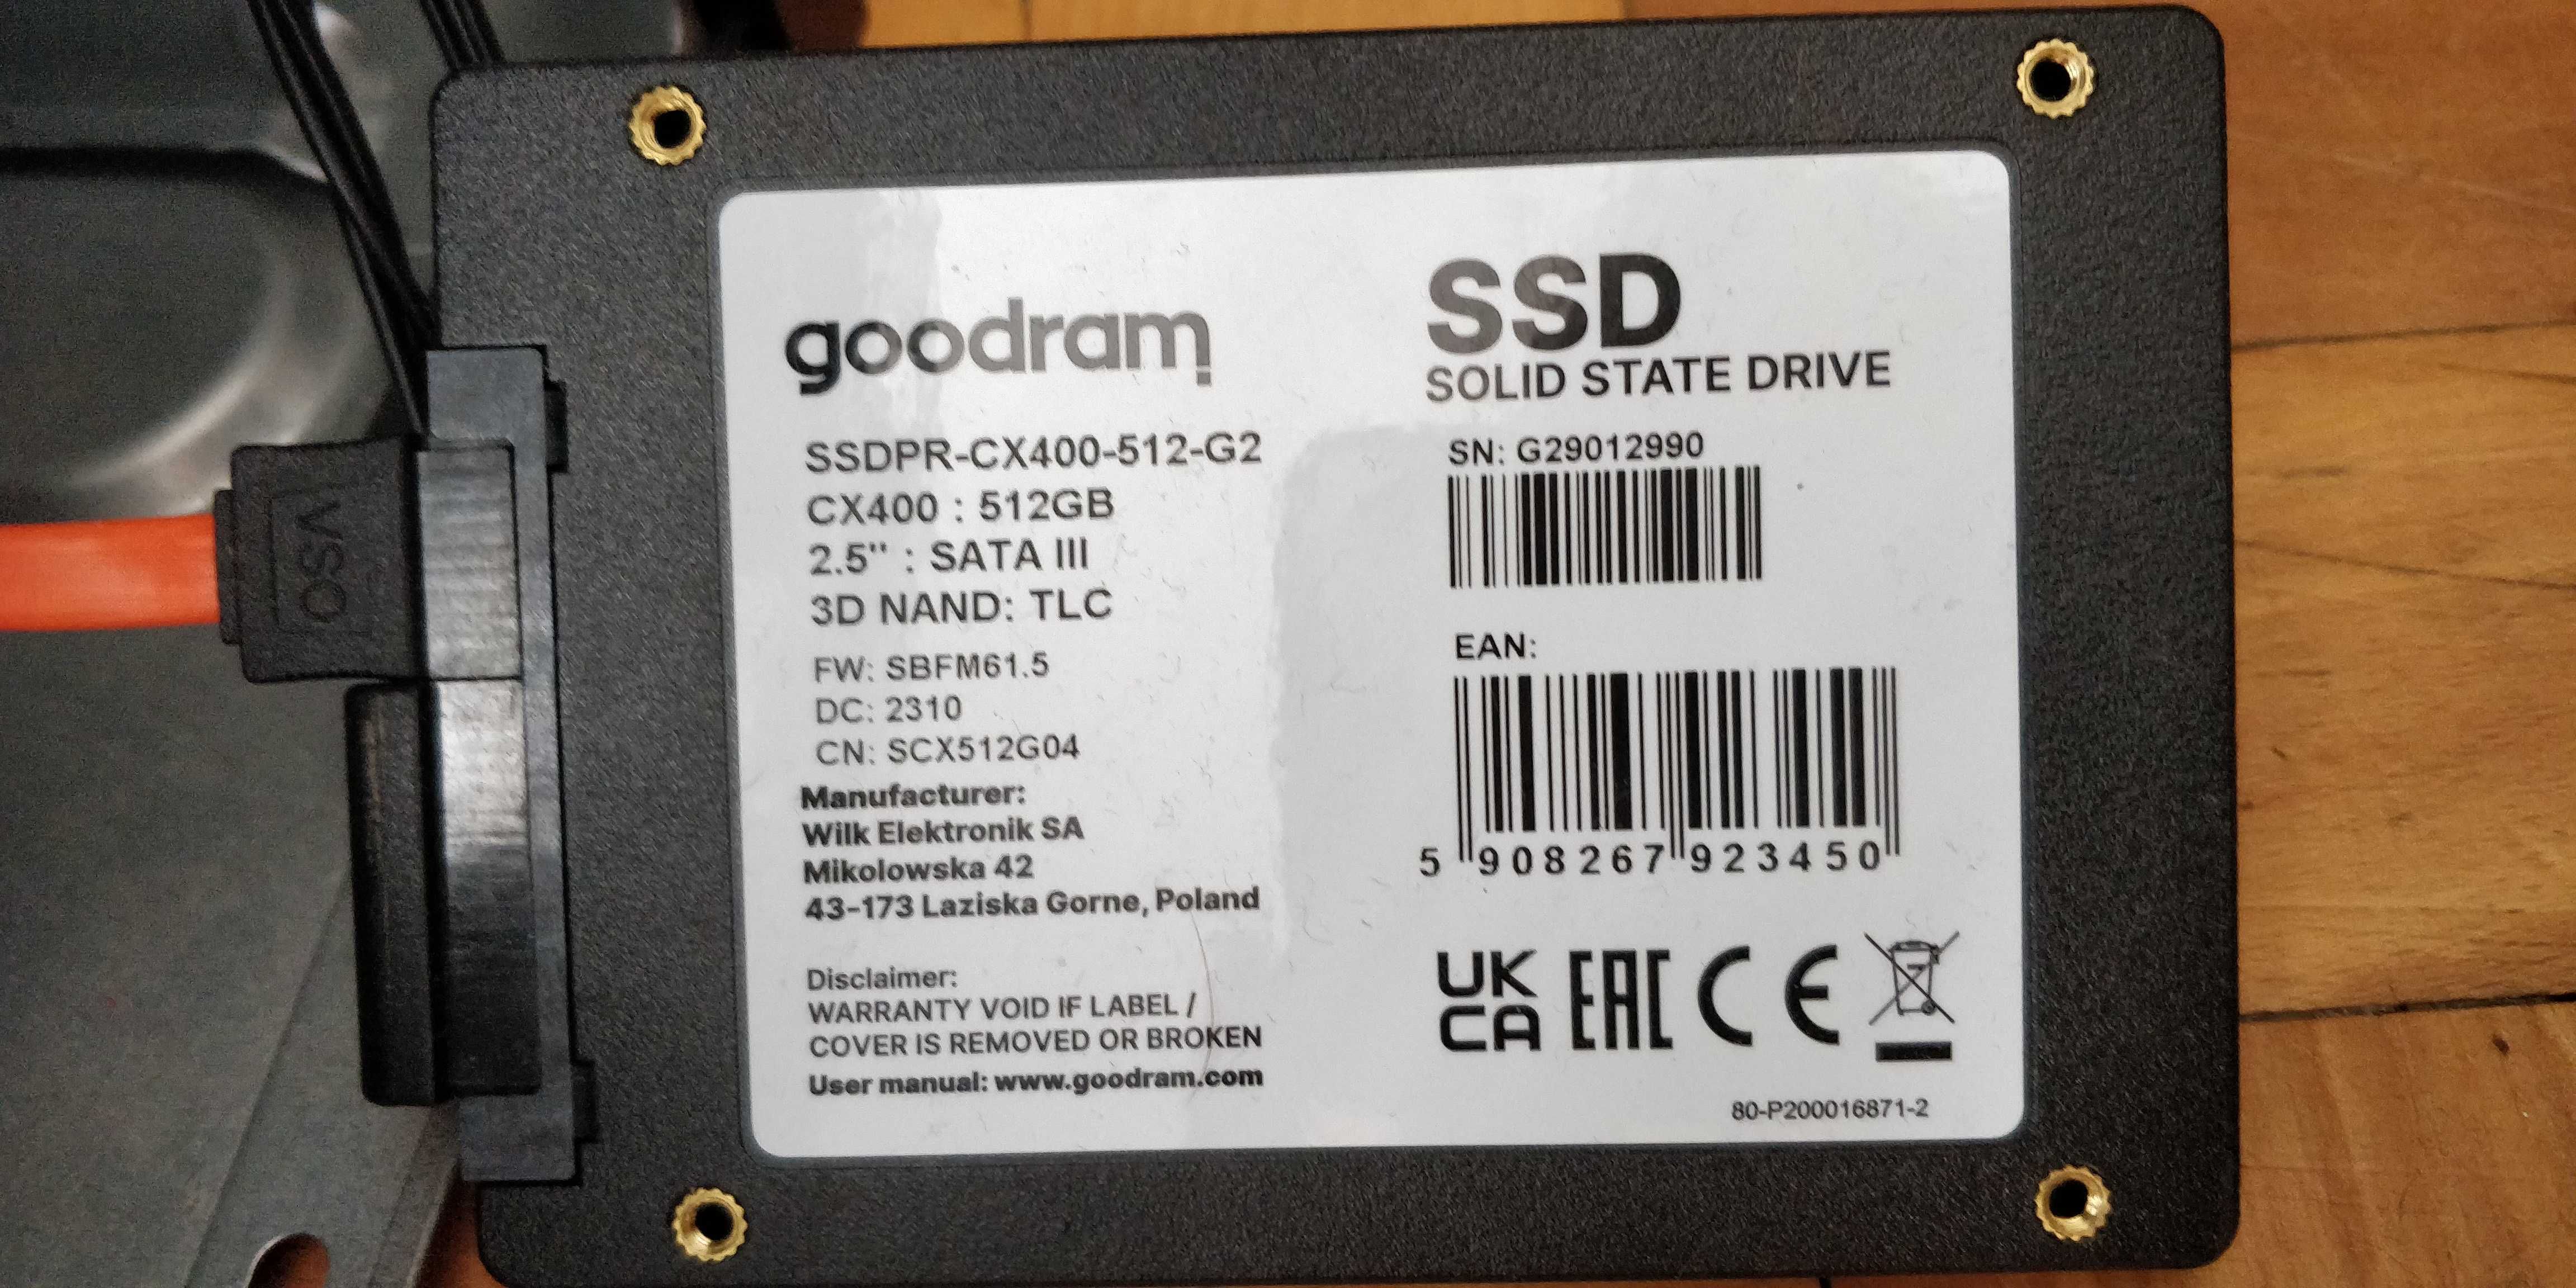 goodram
SSDPR-CX400-512-G2
CX400 : 512GB
2.5" : SATA III
3D NAND: TLC
FW: SBFM61.5
DC: 2310
CN: SCX512G04
Manufacturer:
Wilk Elektronik SA
Mikolowska 42
43-173 Laziska Gorne, Poland
Disclaimer:
WARRANTY VOID IF LABEL /
COVER IS REMOVED OR BROKEN
User manual: www.goodram.com
SSD
SOLID STATE DRIVE
SN: G29012990
EAN:
5 908267 923450
UK
CA
EAC
CE
80-P200016871-2
VSO